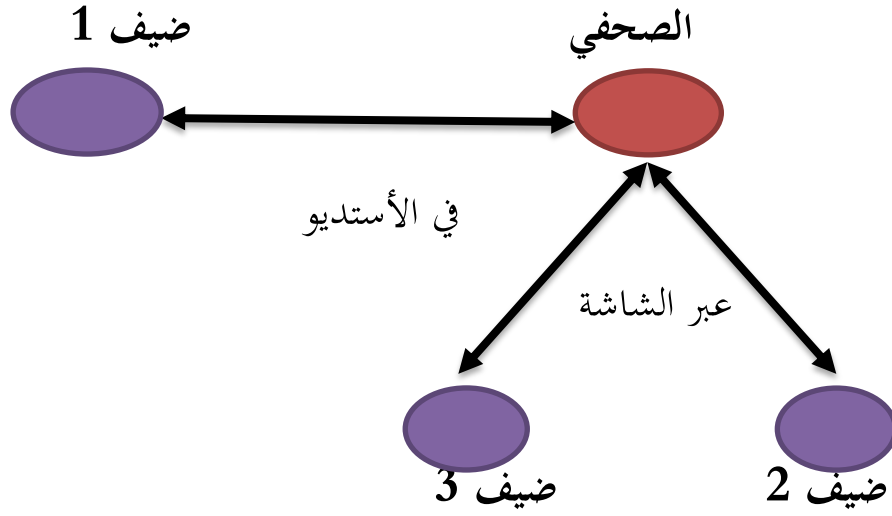 الصحفي
ضيف 1
في الأستديو
عبر الشاشة
ضيف 2
ضيف 3